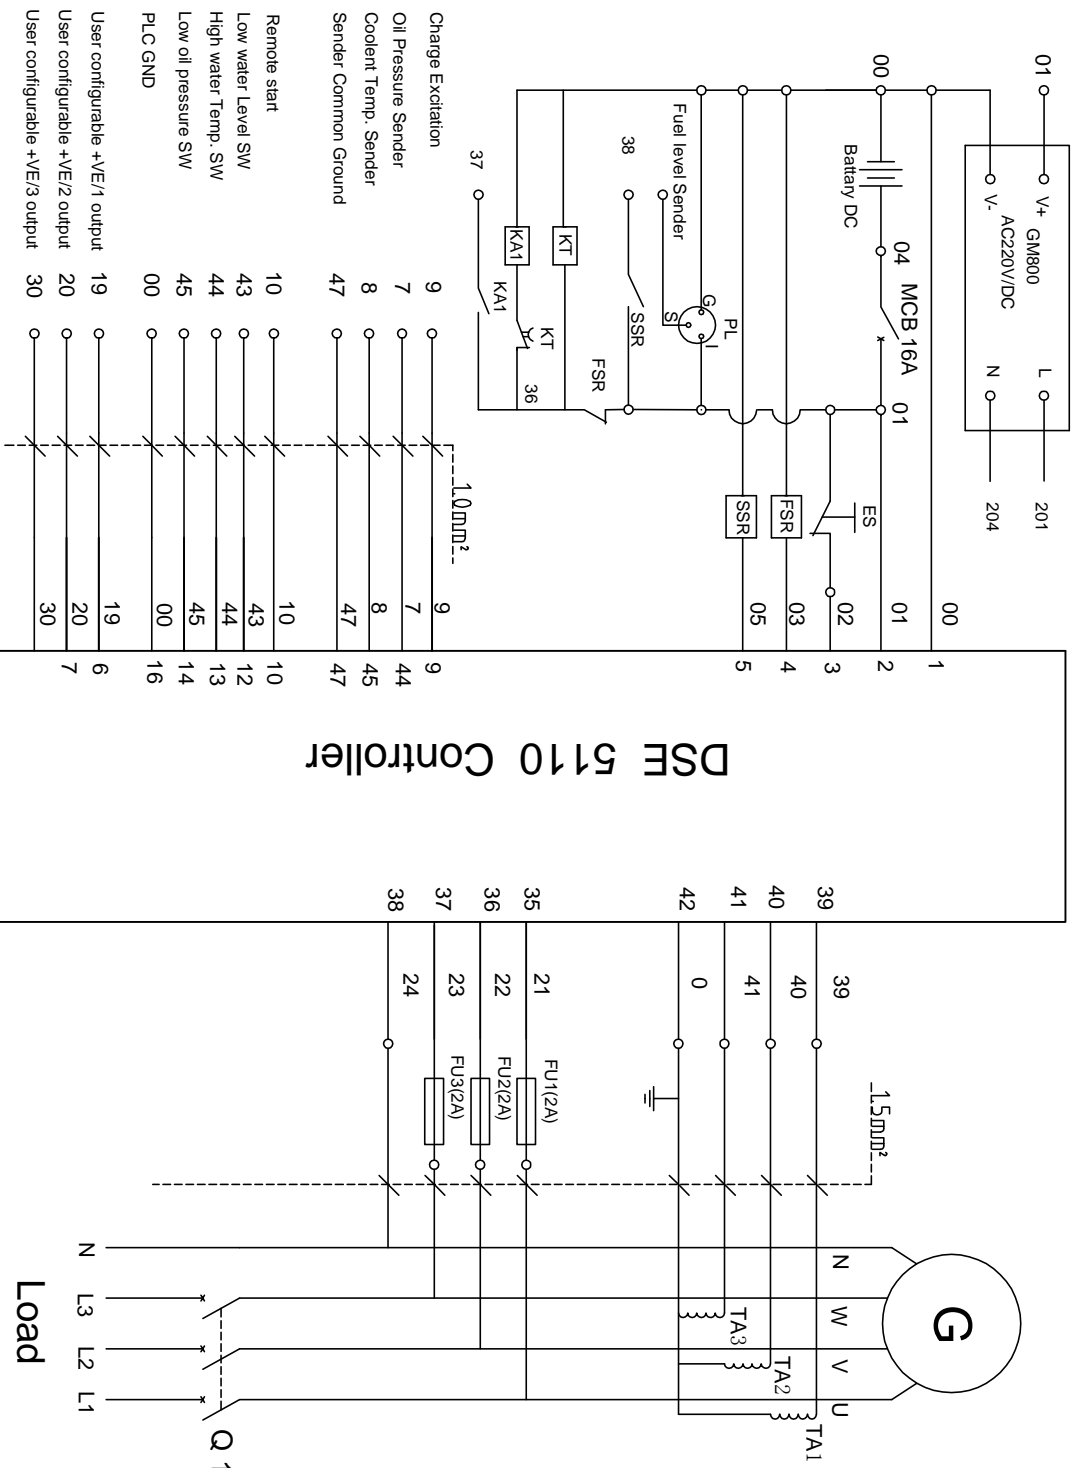 01
00
V+
V-
GM800
AC220V/DC
L
N
201
204
Battary DC
04
MCB 16A
01
ES
00
01
02
03
05
FSR
SSR
Fuel level Sender
G
S
I
PL
38
SSR
FSR
KT
KA1
KT
36
37
KA1
Charge Excitation
9
9
9
Oil Pressure Sender
7
7
44
Coolent Temp. Sender
8
8
45
Sender Common Ground
47
47
47
Remote start
10
10
10
Low water Level SW
43
43
12
High water Temp. SW
44
44
13
Low oil pressure SW
45
45
14
PLC GND
00
00
16
User configurable +VE/1 output
19
19
6
User configurable +VE/2 output
20
20
7
User configurable +VE/3 output
30
30
1.0mm²
1
2
3
4
5
DSE 5110 Controller
39
40
41
42
35
36
37
38
39
40
41
0
21
22
23
24
FU1(2A)
FU2(2A)
FU3(2A)
1.5mm²
G
N
W
V
U
TA3
TA2
TA1
N
L3
L2
L1
Load
Q